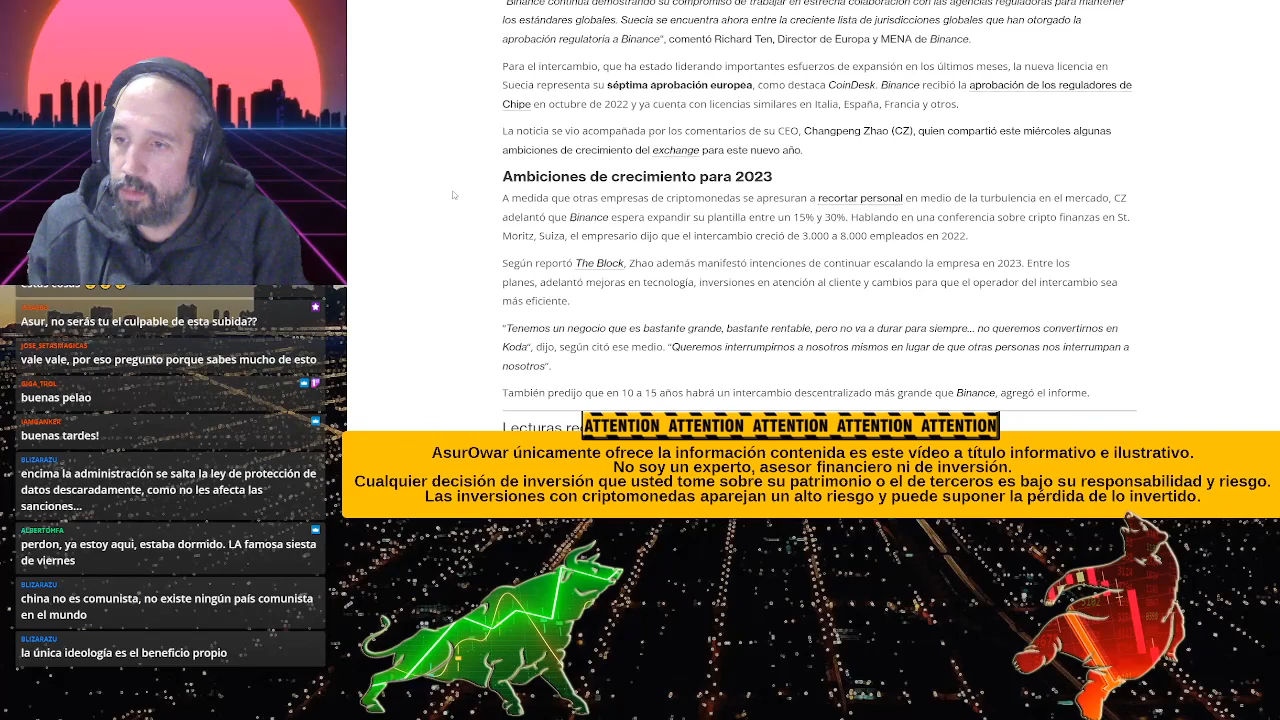 "Binance continúa demostrando su compromiso de trabajar en estrecha colaboración con las agencias reguladoras para mantener
los estándares globales. Suecia se encuentra ahora entre la creciente lista de jurisdicciones globales que han otorgado la
aprobación regulatoria a Binance", comentó Richard Ten, Director de Europa y MENA de Binance.
Para el intercambio, que ha estado liderando importantes esfuerzos de expansión en los últimos meses, la nueva licencia en
Suecia representa su séptima aprobación europea, como destaca CoinDesk. Binance recibió la aprobación de los reguladores de
Chipe en octubre de 2022 y ya cuenta con licencias similares en Italia, España, Francia y otros.
La noticia se vio acompañada por los comentarios de su CEO, Changpeng Zhao (CZ), quien compartió este miércoles algunas
ambiciones de crecimiento del exchange para este nuevo año.
Ambiciones de crecimiento para 2023
A medida que otras empresas de criptomonedas se apresuran a recortar personal en medio de la turbulencia en el mercado, CZ
adelantó que Binance espera expandir su plantilla entre un 15% y 30%. Hablando en una conferencia sobre cripto finanzas en St.
Moritz, Suiza, el empresario dijo que el intercambio creció de 3.000 a 8.000 empleados en 2022.
Según reportó The Block, Zhao además manifestó intenciones de continuar escalando la empresa en 2023. Entre los
planes, adelantó mejoras en tecnología, inversiones en atención al cliente y cambios para que el operador del intercambio sea
más eficiente.
"Tenemos un negocio que es bastante grande, bastante rentable, pero no va a durar para siempre... no queremos convertirnos en
Koda", dijo, según citó ese medio. "Queremos interrumpirnos a nosotros mismos en lugar de que otras personas nos interrumpan a
nosotros".
También predijo que en 10 a 15 años habrá un intercambio descentralizado más grande que Binance, agregó el informe.
Lecturas re
ATTENTION ATTENTION ATTENTION ATTENTION ATTENTION
AsurOwar únicamente ofrece la información contenida es este vídeo a título informativo e ilustrativo.
No soy un experto, asesor financiero ni de inversión.
Cualquier decisión de inversión que usted tome sobre su patrimonio o el de terceros es bajo su responsabilidad y riesgo.
Las inversiones con criptomonedas aparejan un alto riesgo y puede suponer la pérdida de lo invertido.
estas cosas
Asur, no serás tu el culpable de esta subida??
JOSE_SETASMAGICAS
vale vale, por eso pregunto porque sabes mucho de esto
GIGA_TROL
buenas pelao
IAMGANKER
buenas tardes!
BLIZARAZU
encima la administración se salta la ley de protección de
datos descaradamente, como no les afecta las
sanciones...
ALBERTOMFA
perdon, ya estoy aqui, estaba dormido. LA famosa siesta
de viernes
BLIZARAZU
china no es comunista, no existe ningún país comunista
en el mundo
BLIZARAZU
la única ideología es el beneficio propio